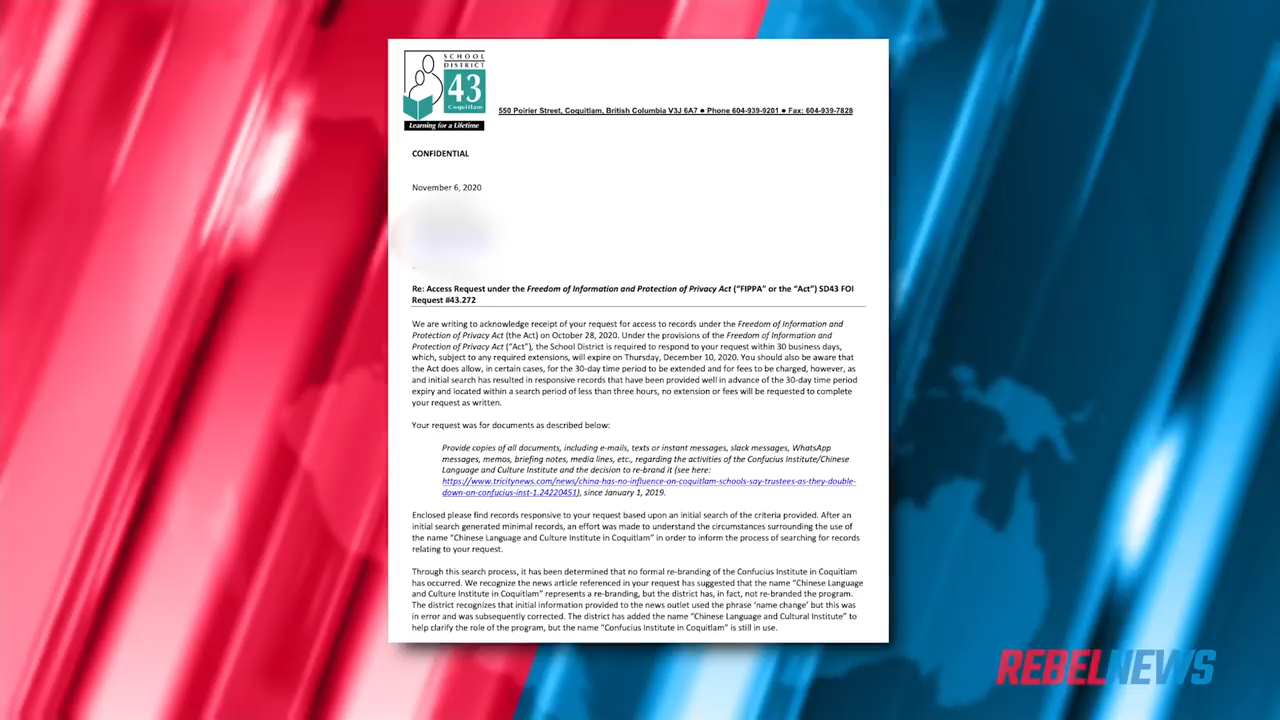 SCHOOL
DISTRICT
43
Coquitlam
Learning for a Lifetime
550 Poirier Street, Coquitlam, British Columbia V3J 6A7 ● Phone 604-939-9201 ● Fax: 604-939-7828
CONFIDENTIAL
November 6, 2020
Re: Access Request under the Freedom of Information and Protection of Privacy Act ("FIPPA" or the "Act") SD43 FOI
Request #43.272
We are writing to acknowledge receipt of your request for access to records under the Freedom of Information and
Protection of Privacy Act (the Act) on October 28, 2020. Under the provisions of the Freedom of Information and
Protection of Privacy Act ("Act"), the School District is required to respond to your request within 30 business days,
which, subject to any required extensions, will expire on Thursday, December 10, 2020. You should also be aware that
the Act does allow, in certain cases, for the 30-day time period to be extended and for fees to be charged, however, as
and initial search has resulted in responsive records that have been provided well in advance of the 30-day time period
expiry and located within a search period of less than three hours, no extension or fees will be requested to complete
your request as written.
Your request was for documents as described below:
Provide copies of all documents, including e-mails, texts or instant messages, slack messages, WhatsApp
messages, memos, briefing notes, media lines, etc., regarding the activities of the Confucius Institute/Chinese
Language and Culture Institute and the decision to re-brand it (see here:
https://www.tricitynews.com/news/china-has-no-influence-on-coquitlam-schools-say-trustees-as-they-double-
down-on-confucius-inst-1.24220451), since January 1, 2019.
Enclosed please find records responsive to your request based upon an initial search of the criteria provided. After an
initial search generated minimal records, an effort was made to understand the circumstances surrounding the use of
the name "Chinese Language and Culture Institute in Coquitlam" in order to inform the process of searching for records
relating to your request.
Through this search process, it has been determined that no formal re-branding of the Confucius Institute in Coquitlam
has occurred. We recognize the news article referenced in your request has suggested that the name "Chinese Language
and Culture Institute in Coquitlam" represents a re-branding, but the district has, in fact, not re-branded the program.
The district recognizes that initial information provided to the news outlet used the phrase 'name change' but this was
in error and was subsequently corrected. The district has added the name "Chinese Language and Cultural Institute" to
help clarify the role of the program, but the name "Confucius Institute in Coquitlam" is still in use.
REBELNEWS